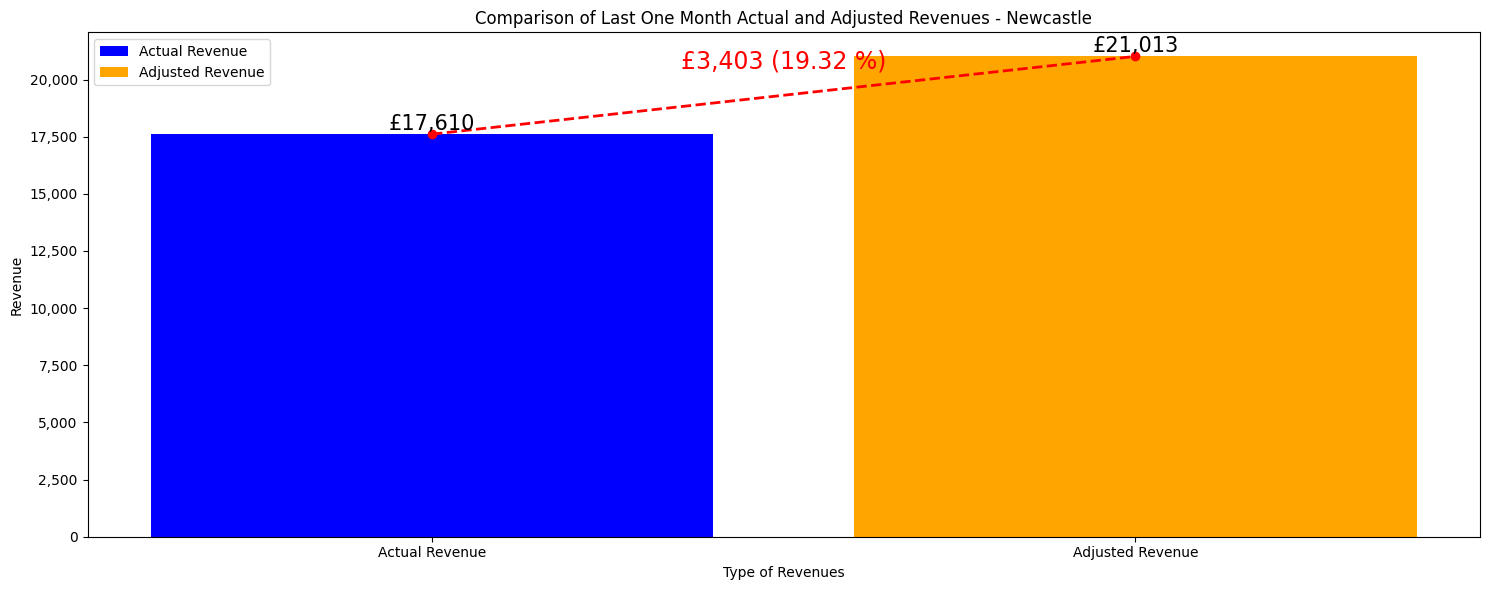 Comparison of Last One Month Actual and Adjusted Revenues - Newcastle
Actual Revenue
Adjusted Revenue
£3,403 (19.32 %)
£21,013
£17,610
20,000
17,500
15,000
12,500
10,000
7,500
5,000
2,500
0
Revenue
Actual Revenue
Adjusted Revenue
Type of Revenues